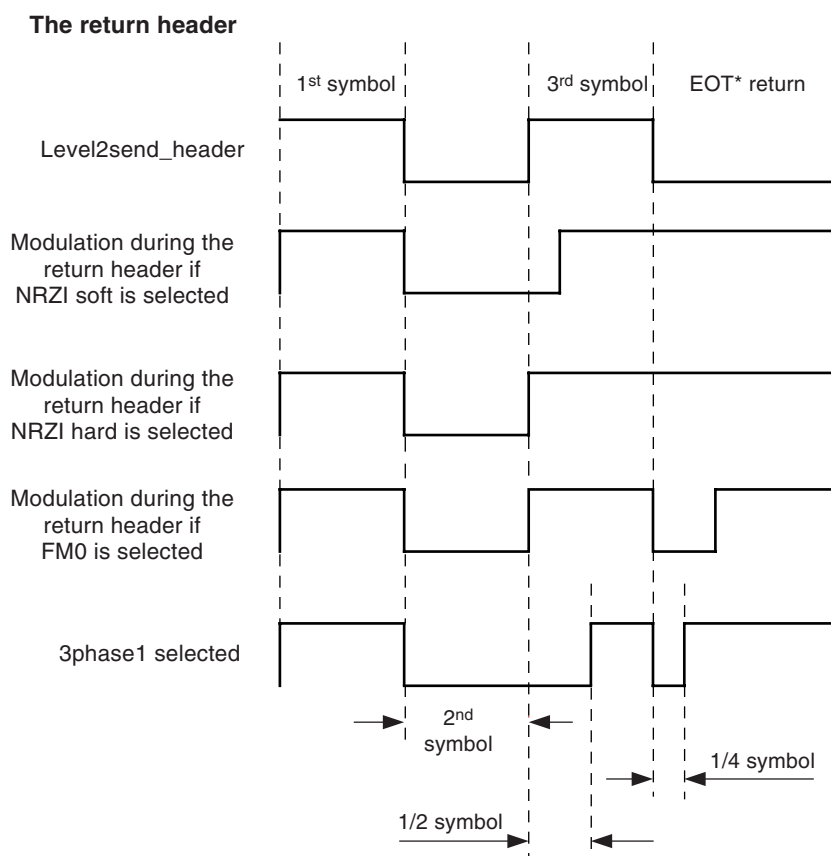 The return header
1st symbol
3rd symbol
EOT* return
Level2send_header
Modulation during the
return header if
NRZI soft is selected
Modulation during the
return header if
NRZI hard is selected
Modulation during the
return header if
FM0 is selected
3phase1 selected
2nd
symbol
1/4 symbol
1/2 symbol